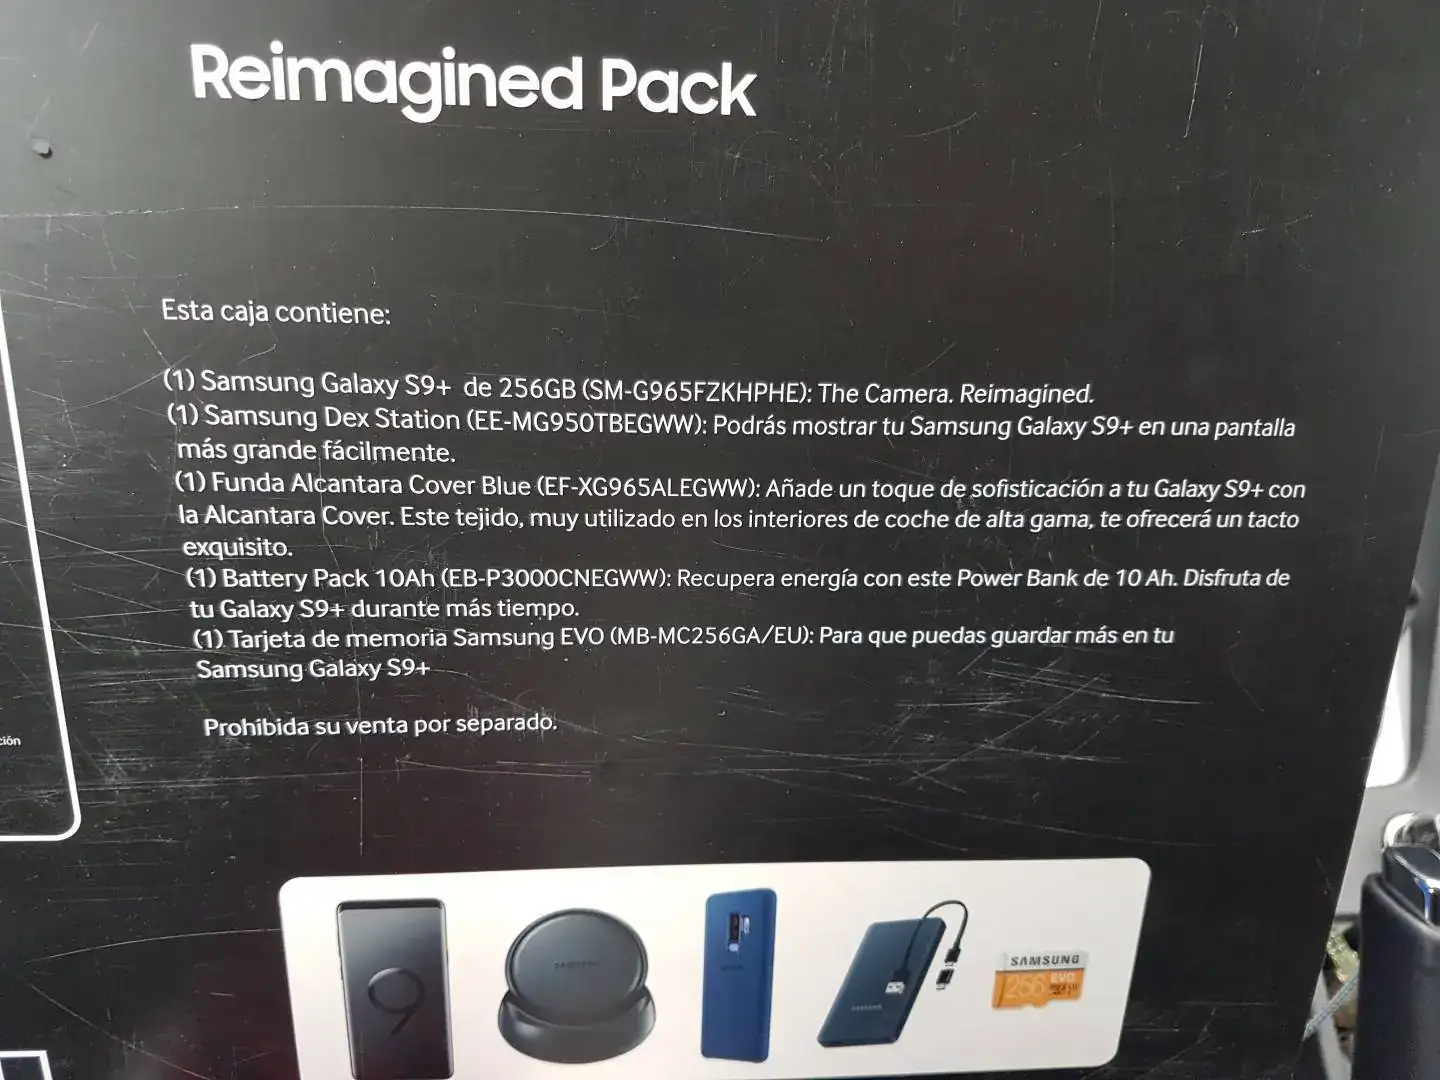 Reimagined Pack
Esta caja contiene:
(1) Samsung Galaxy S9+ de 256GB (SM-G965FZKHPHE): The Camera. Reimagined.
(1) Samsung Dex Station (EE-MG950TBEGWW): Podrás mostrar tu Samsung Galaxy S9+ en una pantalla
más grande fácilmente.
(1) Funda Alcantara Cover Blue (EF-XG965ALEGWW): Añade un toque de sofisticación a tu Galaxy S9+ con
la Alcantara Cover. Este tejido, muy utilizado en los interiores de coche de alta gama, te ofrecerá un tacto
exquisito.
(1) Battery Pack 10Ah (EB-P3000CNEGWW): Recupera energía con este Power Bank de 10 Ah. Disfruta de
tu Galaxy S9+ durante más tiempo.
(1) Tarjeta de memoria Samsung EVO (MB-MC256GA/EU): Para que puedas guardar más en tu
Samsung Galaxy S9+
Prohibida su venta por separado.
9
SAMSUNG
256 EVO